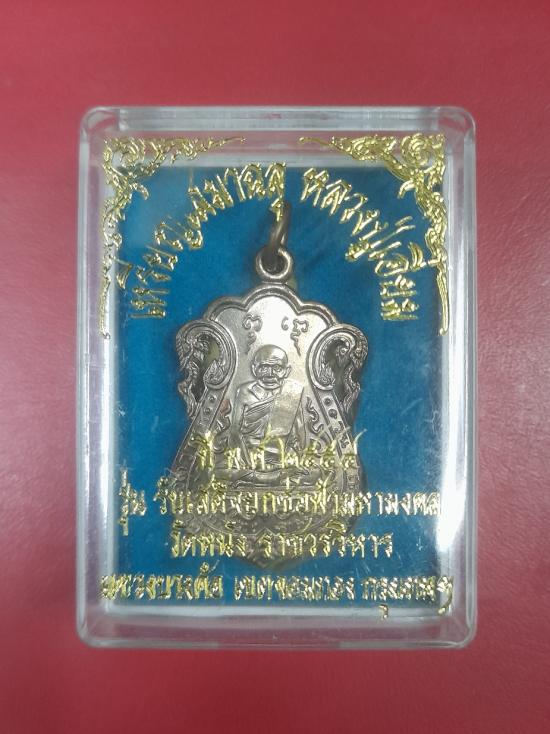 เหรียญเสมาฉลุ หลวงปู่เอี่ยม
ปี พ.ศ. ๒๕๕๔
รุ่น รับเสด็จยกช่อฟ้ามหามงคล
วัดหนัง ราชวรวิหาร
แขวงบางค้อ เขตจอมทอง กรุงเทพฯ